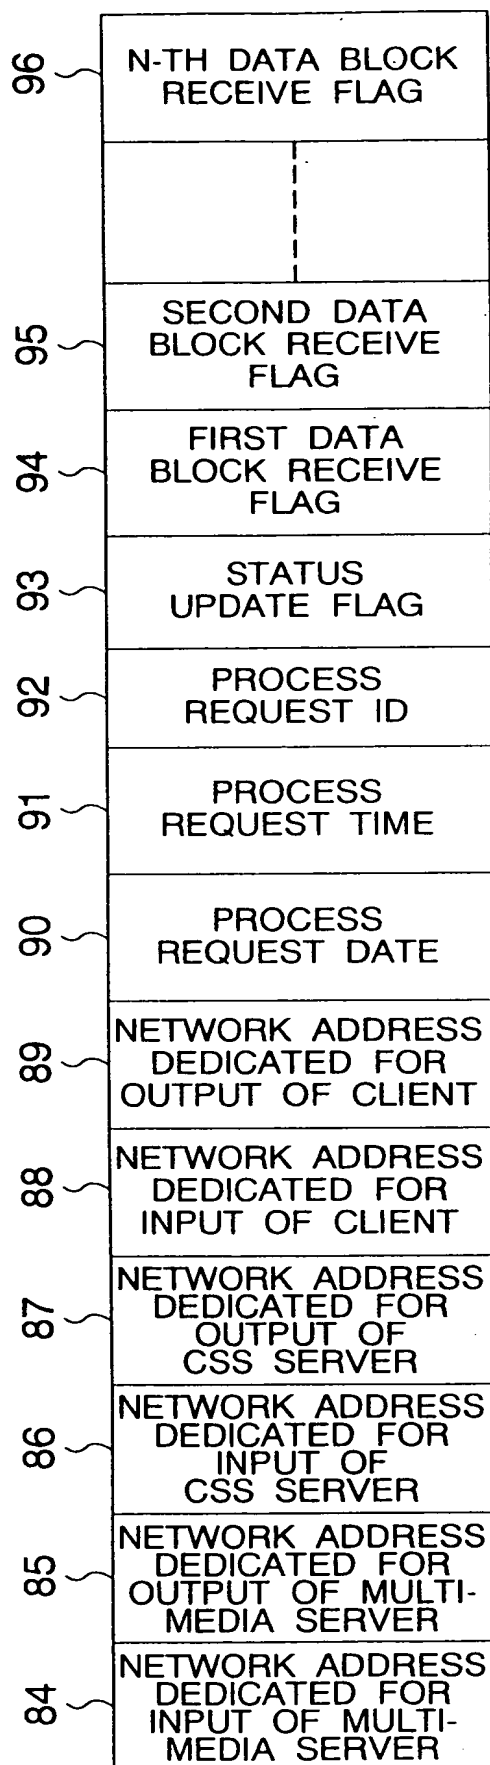 96
N-TH DATA BLOCK
RECEIVE FLAG
95
SECOND DATA
BLOCK RECEIVE
FLAG
94
FIRST DATA
BLOCK RECEIVE
FLAG
93
STATUS
UPDATE FLAG
92
PROCESS
REQUEST ID
91
PROCESS
REQUEST TIME
90
PROCESS
REQUEST DATE
89
NETWORK ADDRESS
DEDICATED FOR
OUTPUT OF CLIENT
88
NETWORK ADDRESS
DEDICATED FOR
INPUT OF CLIENT
87
NETWORK ADDRESS
DEDICATED FOR
OUTPUT OF
CSS SERVER
86
NETWORK ADDRESS
DEDICATED FOR
INPUT OF
CSS SERVER
85
NETWORK ADDRESS
DEDICATED FOR
OUTPUT OF MULTI-
MEDIA SERVER
84
NETWORK ADDRESS
DEDICATED FOR
INPUT OF MULTI-
MEDIA SERVER